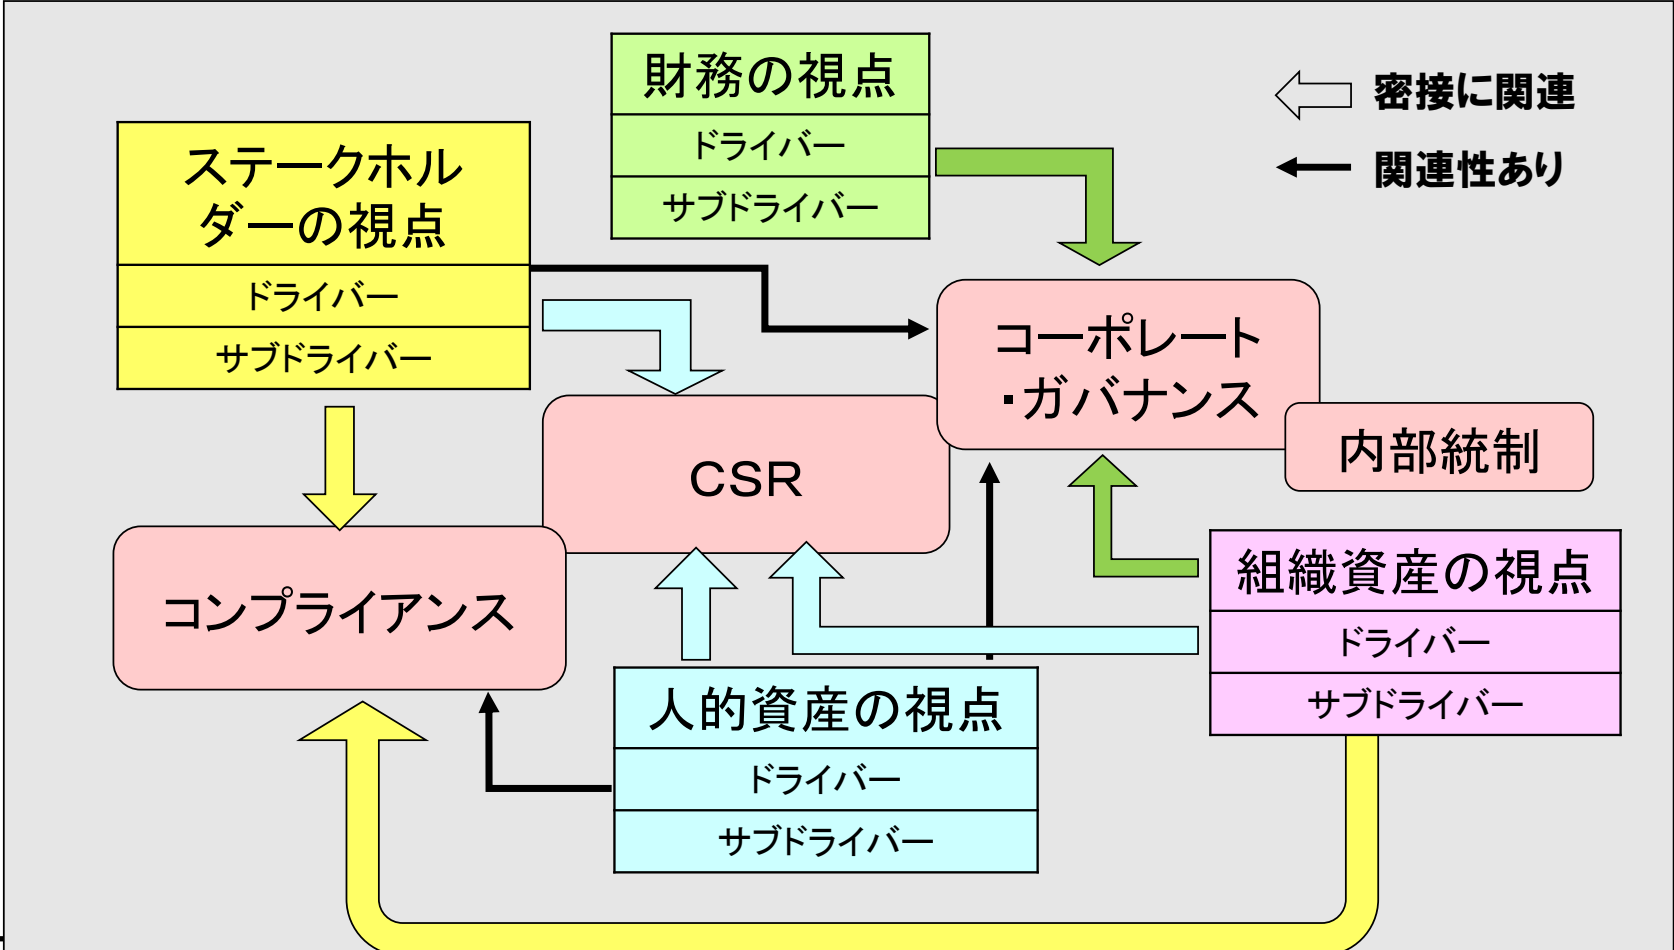 財務の視点
ドライバー
サブドライバー
密接に関連
関連性あり
ステークホル
ダーの視点
ドライバー
サブドライバー
コーポレート
・ガバナンス
内部統制
CSR
コンプライアンス
組織資産の視点
ドライバー
サブドライバー
人的資産の視点
ドライバー
サブドライバー